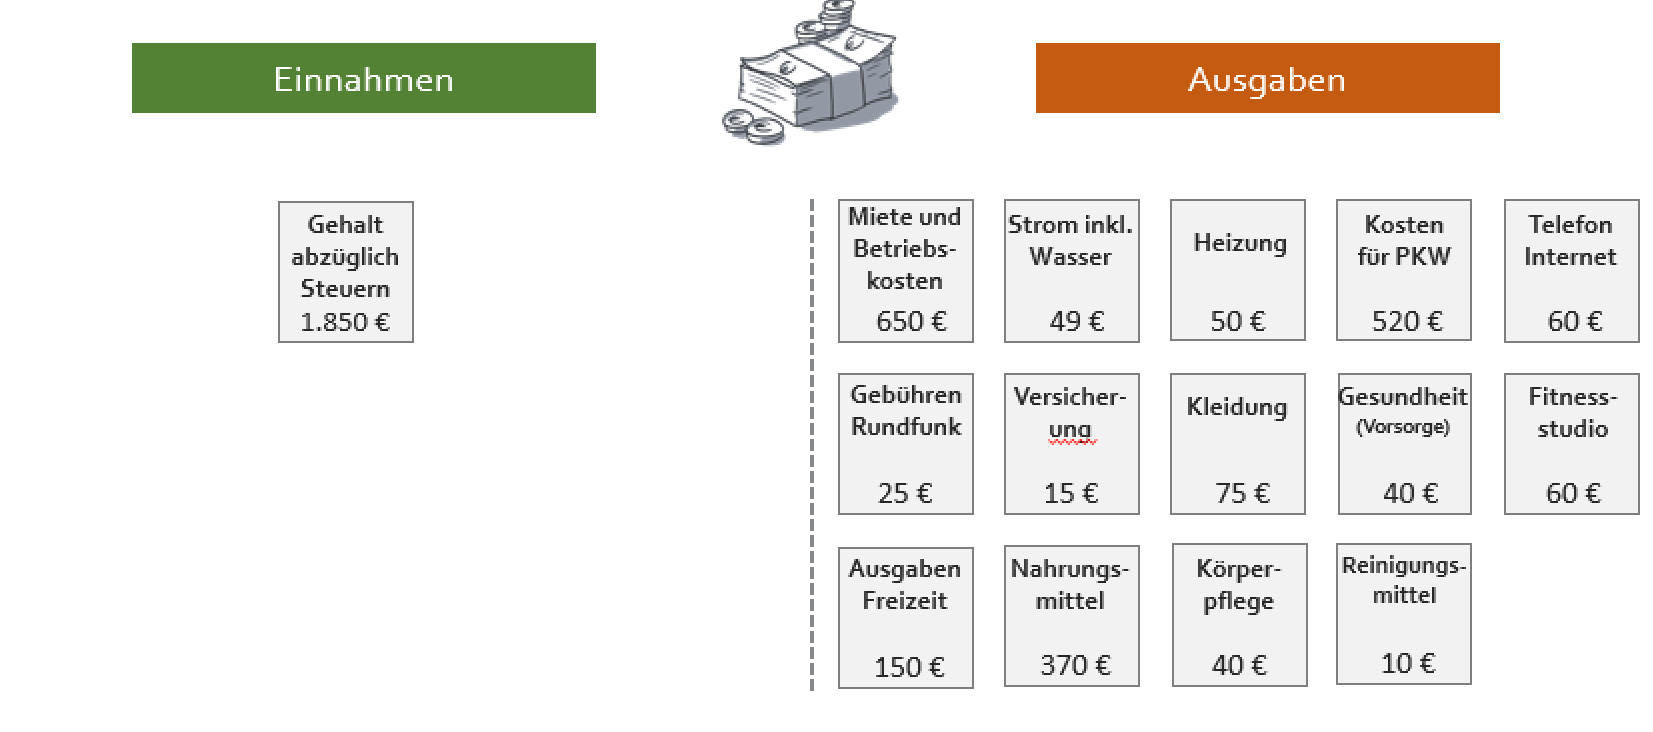 Einnahmen
Ausgaben
Gehalt
abzüglich
Steuern
1.850 €
Miete und
Betriebs-
kosten
650 €
Strom inkl.
Wasser
49 €
Heizung
50 €
Kosten
für PKW
520 €
Telefon
Internet
60 €
Gebühren
Rundfunk
25 €
Versicher-
ung
15 €
Kleidung
75 €
Gesundheit
(Vorsorge)
40 €
Fitness-
studio
60 €
Ausgaben
Freizeit
150 €
Nahrungs-
mittel
370 €
Körper-
pflege
40 €
Reinigungs-
mittel
10 €